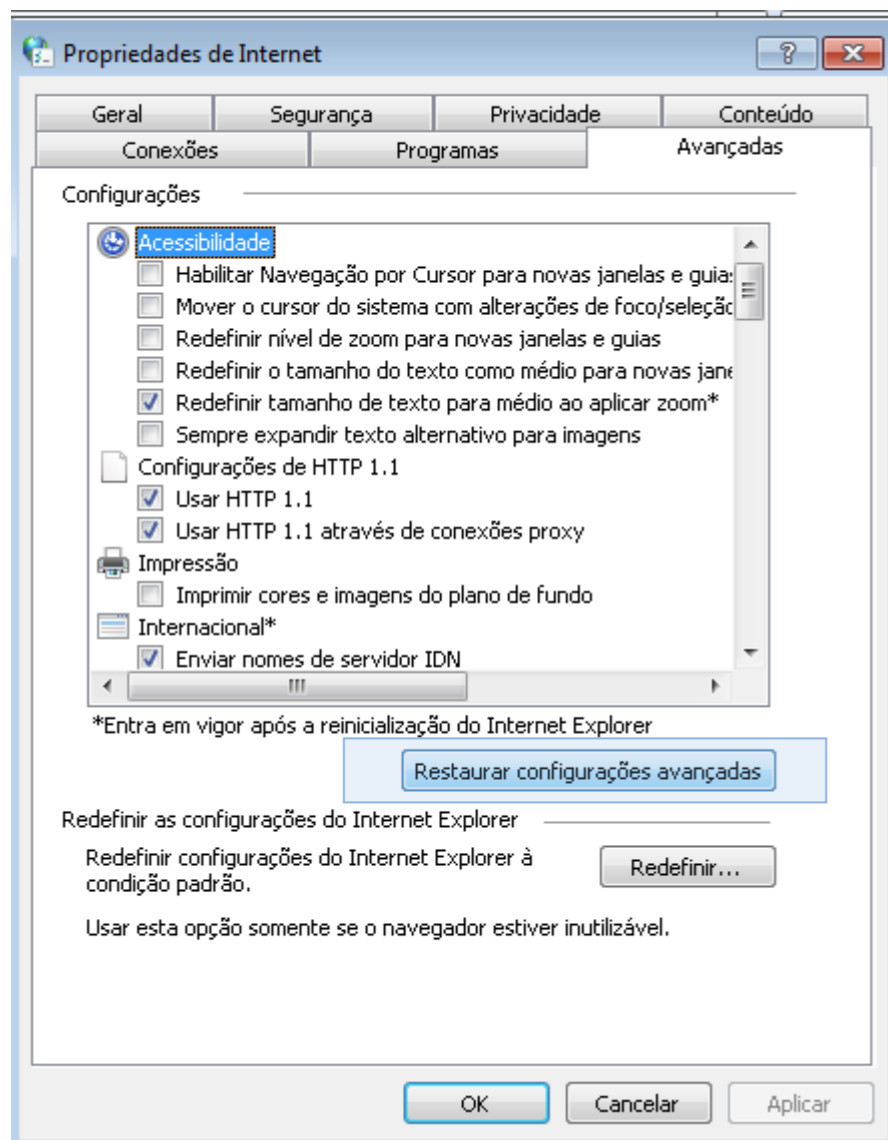 Propriedades de Internet
Geral
Segurança
Privacidade
Conteúdo
Conexões
Programas
Avançadas
Configurações
Acessibilidade
Habilitar Navegação por Cursor para novas janelas e guias
Mover o cursor do sistema com alterações de foco/seleçã
Redefinir nível de zoom para novas janelas e guias
Redefinir o tamanho do texto como médio para novas jane
Redefinir tamanho de texto para médio ao aplicar zoom*
Sempre expandir texto alternativo para imagens
Configurações de HTTP 1.1
Usar HTTP 1.1
Usar HTTP 1.1 através de conexões proxy
Impressão
Imprimir cores e imagens do plano de fundo
Internacional*
Enviar nomes de servidor IDN
*Entra em vigor após a reinicialização do Internet Explorer
Restaurar configurações avançadas
Redefinir as configurações do Internet Explorer
Redefinir configurações do Internet Explorer à
condição padrão.
Redefinir...
Usar esta opção somente se o navegador estiver inutilizável.
OK
Cancelar
Aplicar